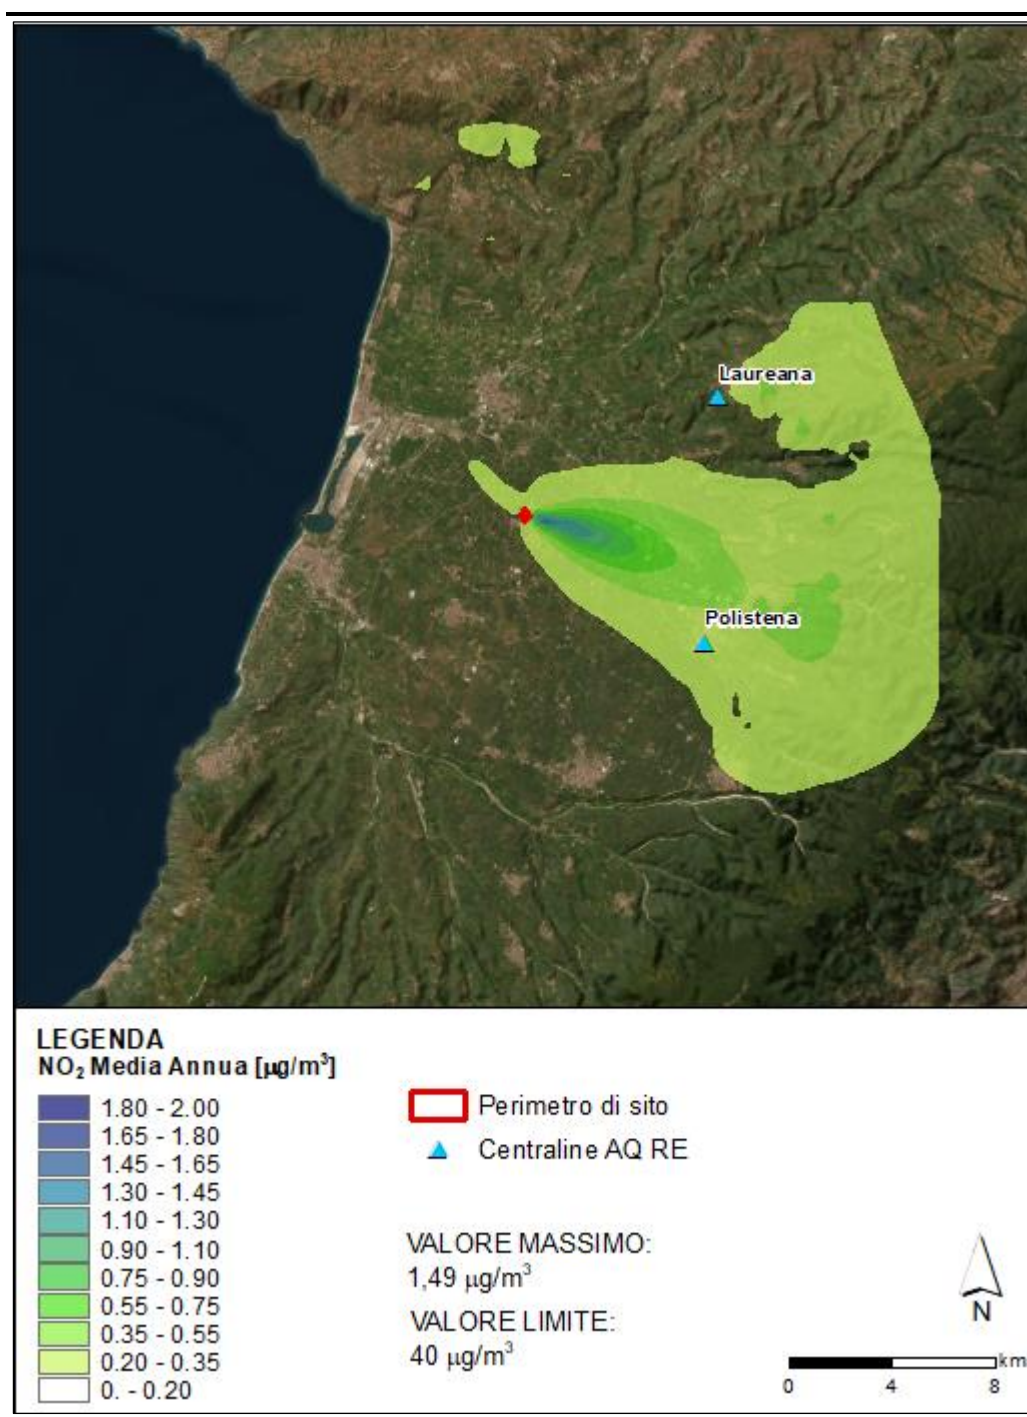 Laureana
Polistena
LEGENDA
NO₂ Media Annua [µg/m³]
1.80 - 2.00
1.65 - 1.80
1.45 - 1.65
1.30 - 1.45
1.10 - 1.30
0.90 - 1.10
0.75 - 0.90
0.55 - 0.75
0.35 - 0.55
0.20 - 0.35
0. - 0.20
Perimetro di sito
Centraline AQ RE
VALORE MASSIMO:
1,49 µg/m³
VALORE LIMITE:
40 µg/m³
N
km
0 4 8